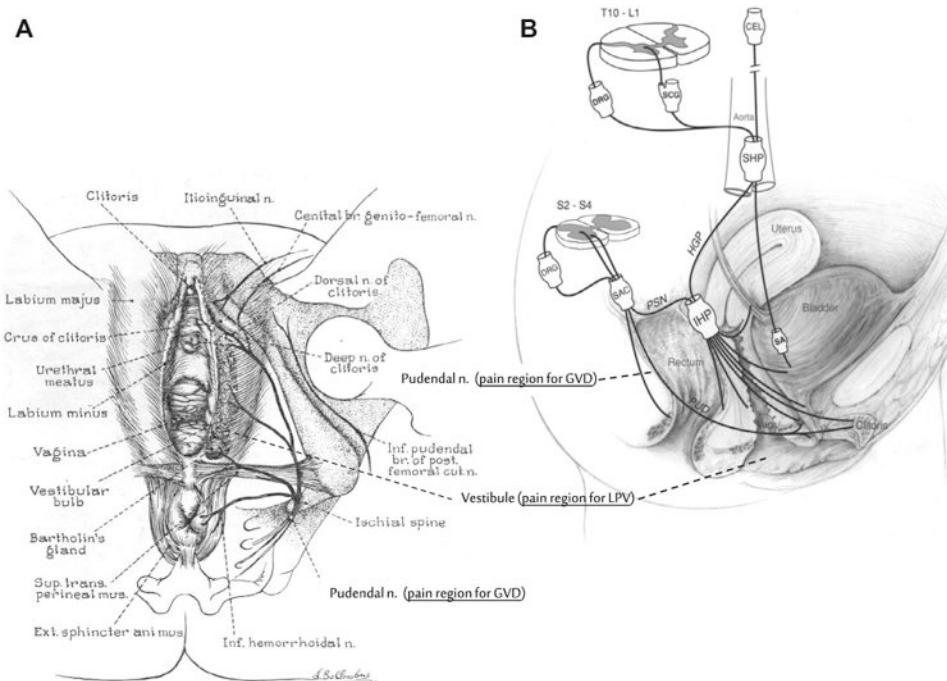 A
Clitoris
Ilioinguinal n.
Genital br. genito-femoral n.
Dorsal n. of
clitoris
Labium majus
Crus of clitoris
Deep n. of
clitoris
Urethral
meatus
Labium minus
Vagina
Inf. pudendal
br. of post.
femoral cut. n.
Vestibular
bulb
Ischial spine
Bartholin's
gland
Sup. trans.
perineal mus.
Pudendal n. (pain region for GVD)
Ext. sphincter ani mus.
Inf. hemorrhoidal n.
B
T10 - L1
CEL
DRG
SCG
Aorta
SHP
S2 - S4
HGP
Uterus
DRG
SAC
PSN
IHP
Bladder
SA
Rectum
Pudendal n. (pain region for GVD)
PUD
Clitoris
Vestibule (pain region for LPV)